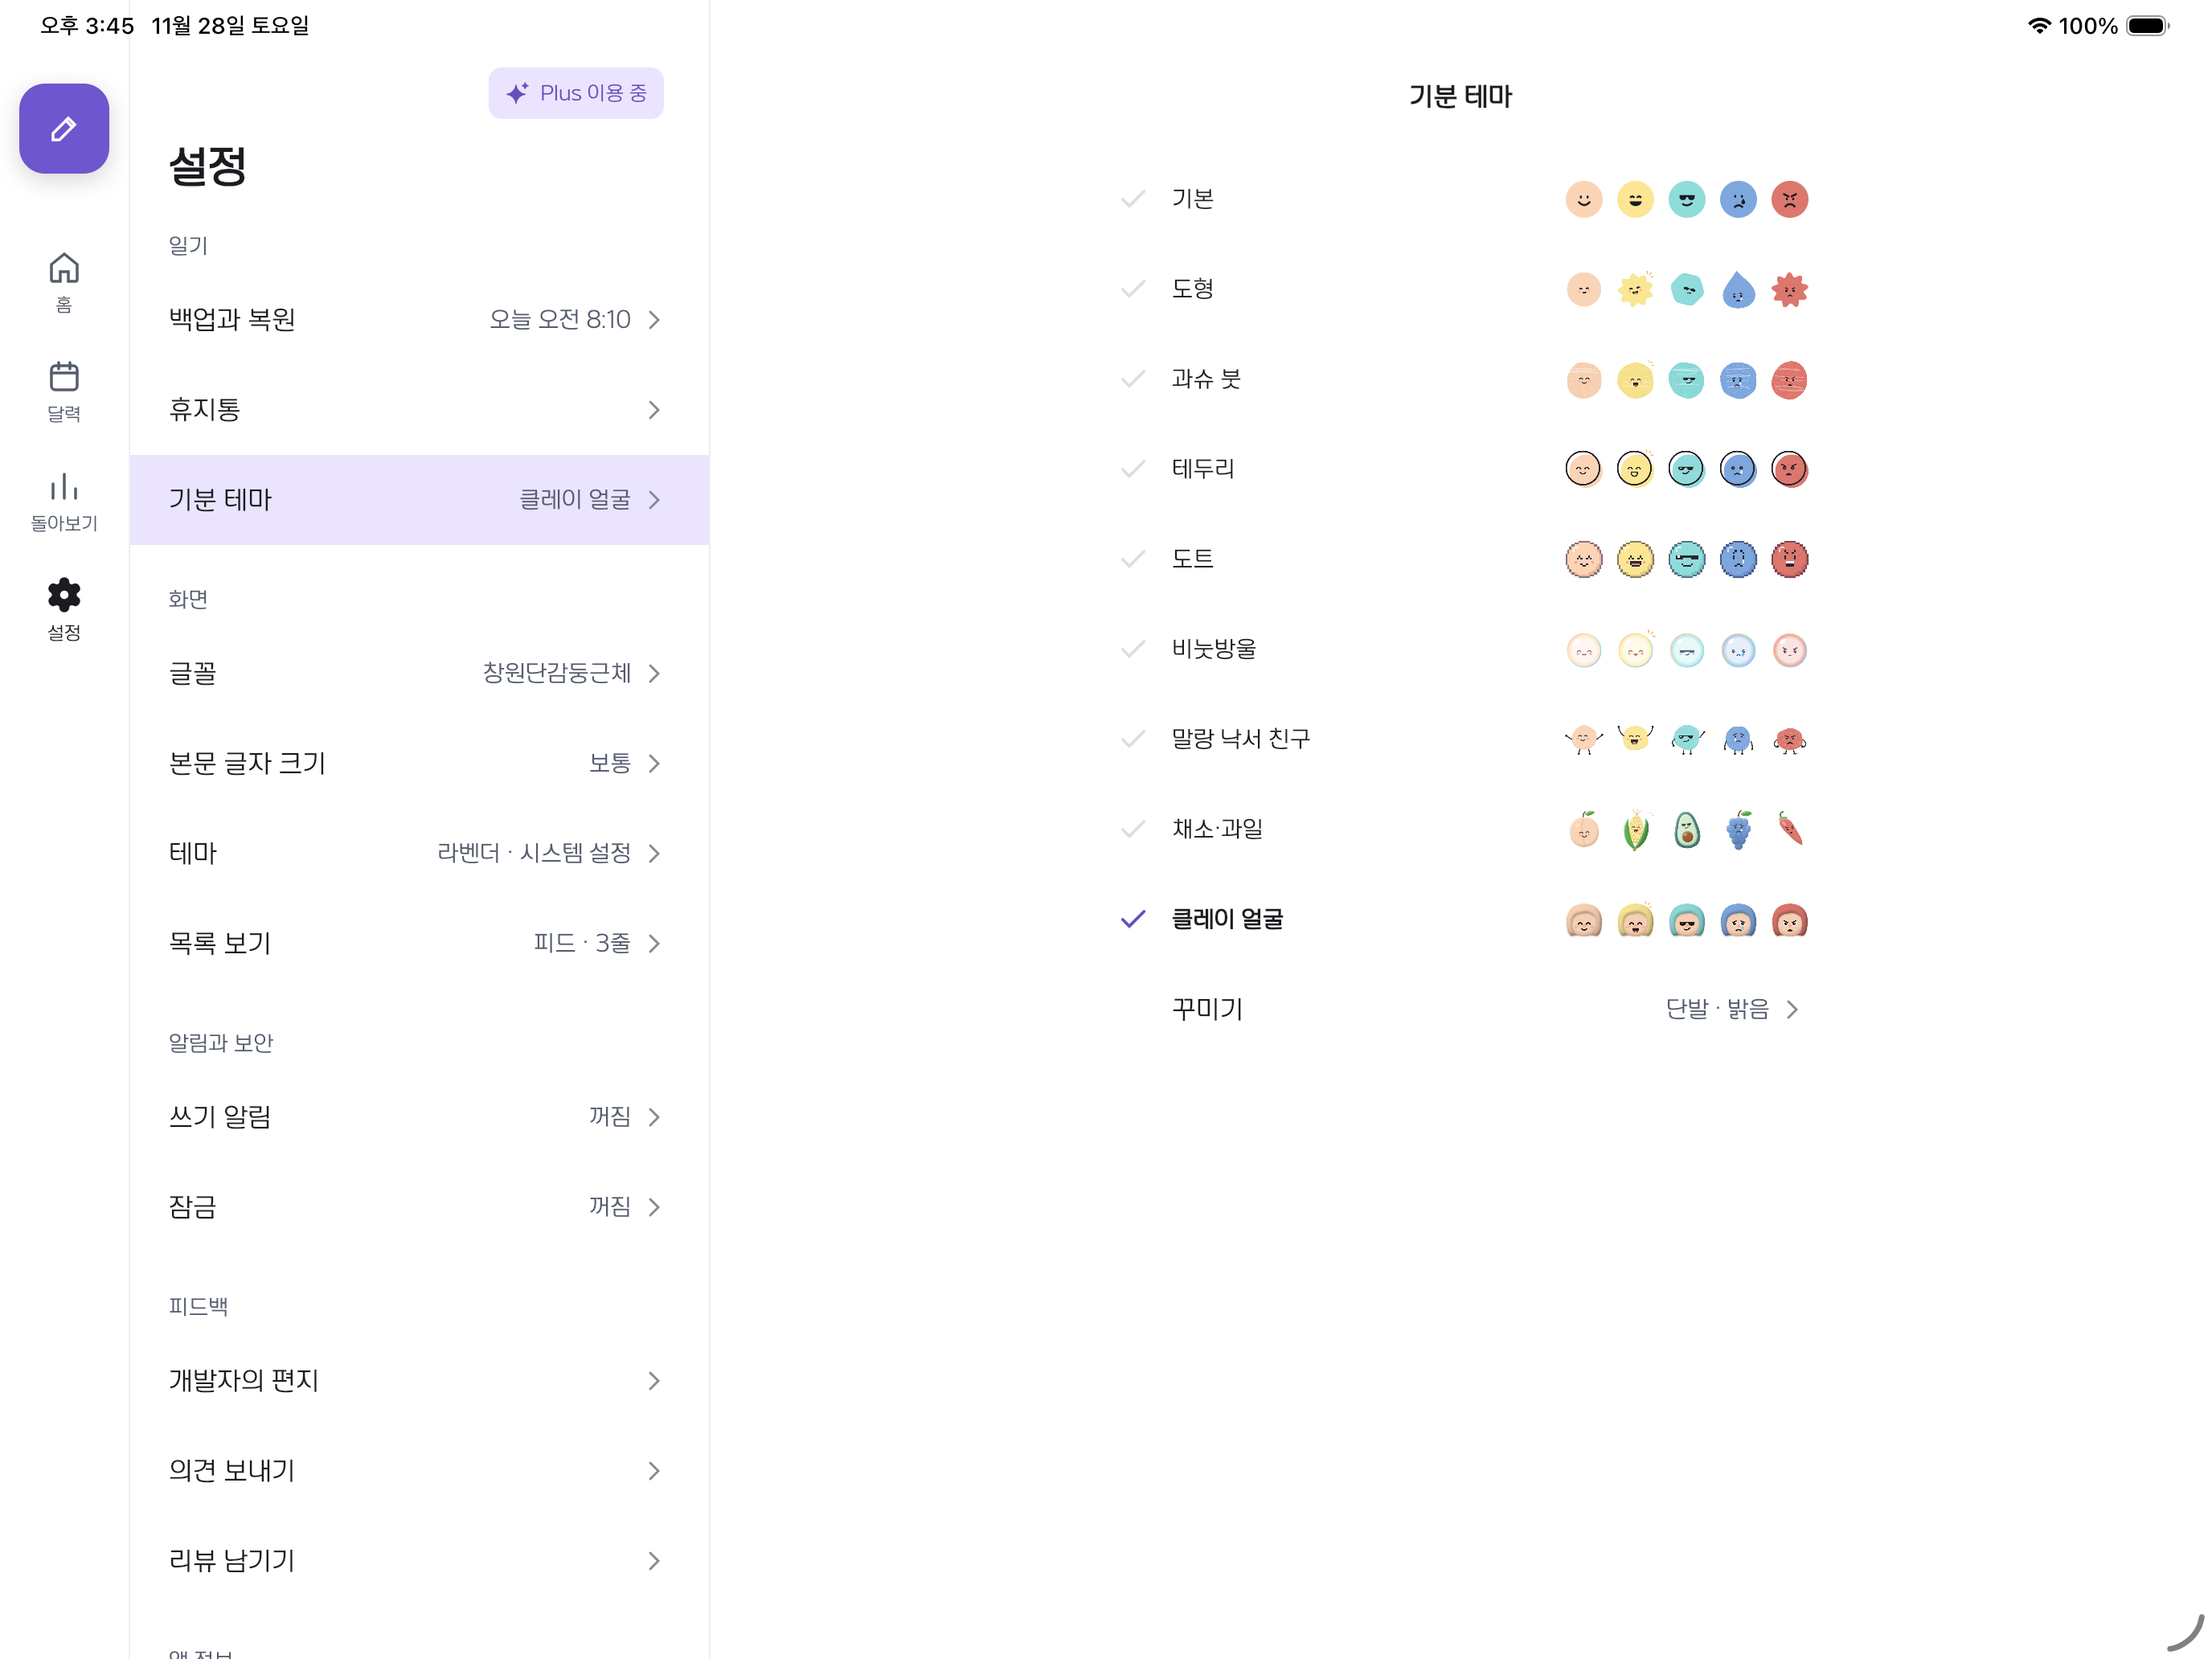 오후 3:45 11월 28일 토요일
100%
Plus 이용 중
설정
일기
백업과 복원 오늘 오전 8:10
휴지통
기분 테마 클레이 얼굴
화면
글꼴 창원단감둥근체
본문 글자 크기 보통
테마 라벤더 · 시스템 설정
목록 보기 피드 · 3줄
알림과 보안
쓰기 알림 꺼짐
잠금 꺼짐
피드백
개발자의 편지
의견 보내기
리뷰 남기기
홈
달력
돌아보기
설정
기분 테마
기본
도형
과슈 붓
테두리
도트
비눗방울
말랑 낙서 친구
채소·과일
클레이 얼굴
꾸미기 단발 · 밝음